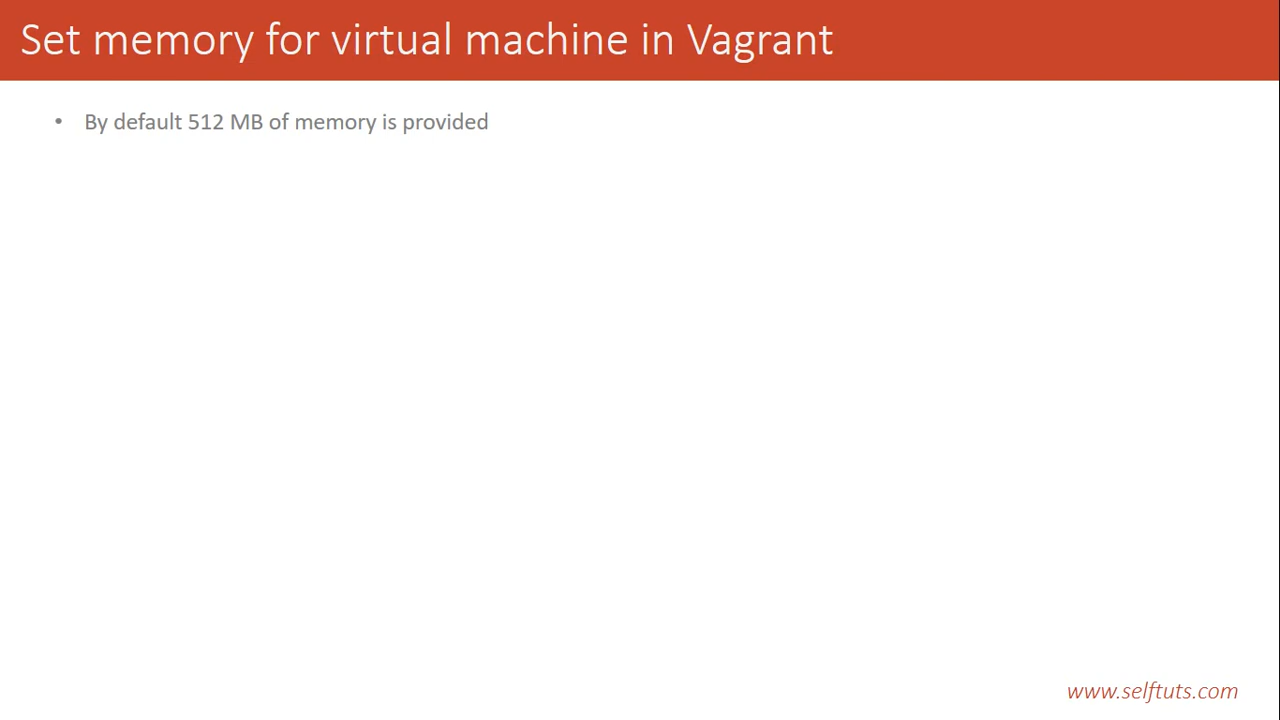 Set memory for virtual machine in Vagrant
• By default 512 MB of memory is provided
www.selftuts.com